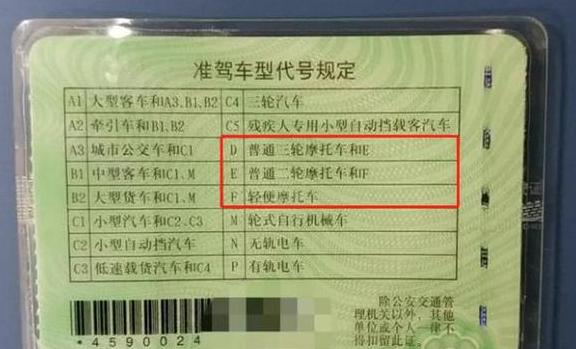 准驾车型代号规定
A1 大型客车和A3.B1.B2 C4 三轮汽车
A2 牵引车和B1.B2 C5 残疾人专用小型自动挡载客汽车
A3 城市公交车和C1 D 普通三轮摩托车和E
B1 中型客车和C1.M E 普通二轮摩托车和F
B2 大型货车和C1.M F 轻便摩托车
C1 小型汽车和C2.C3 M 轮式自行机械车
C2 小型自动挡汽车 N 无轨电车
C3 低速载货汽车和C4 P 有轨电车
*4590024
除公安交通管
理机关以外,其他
单位或个人一律不
得扣留此证。